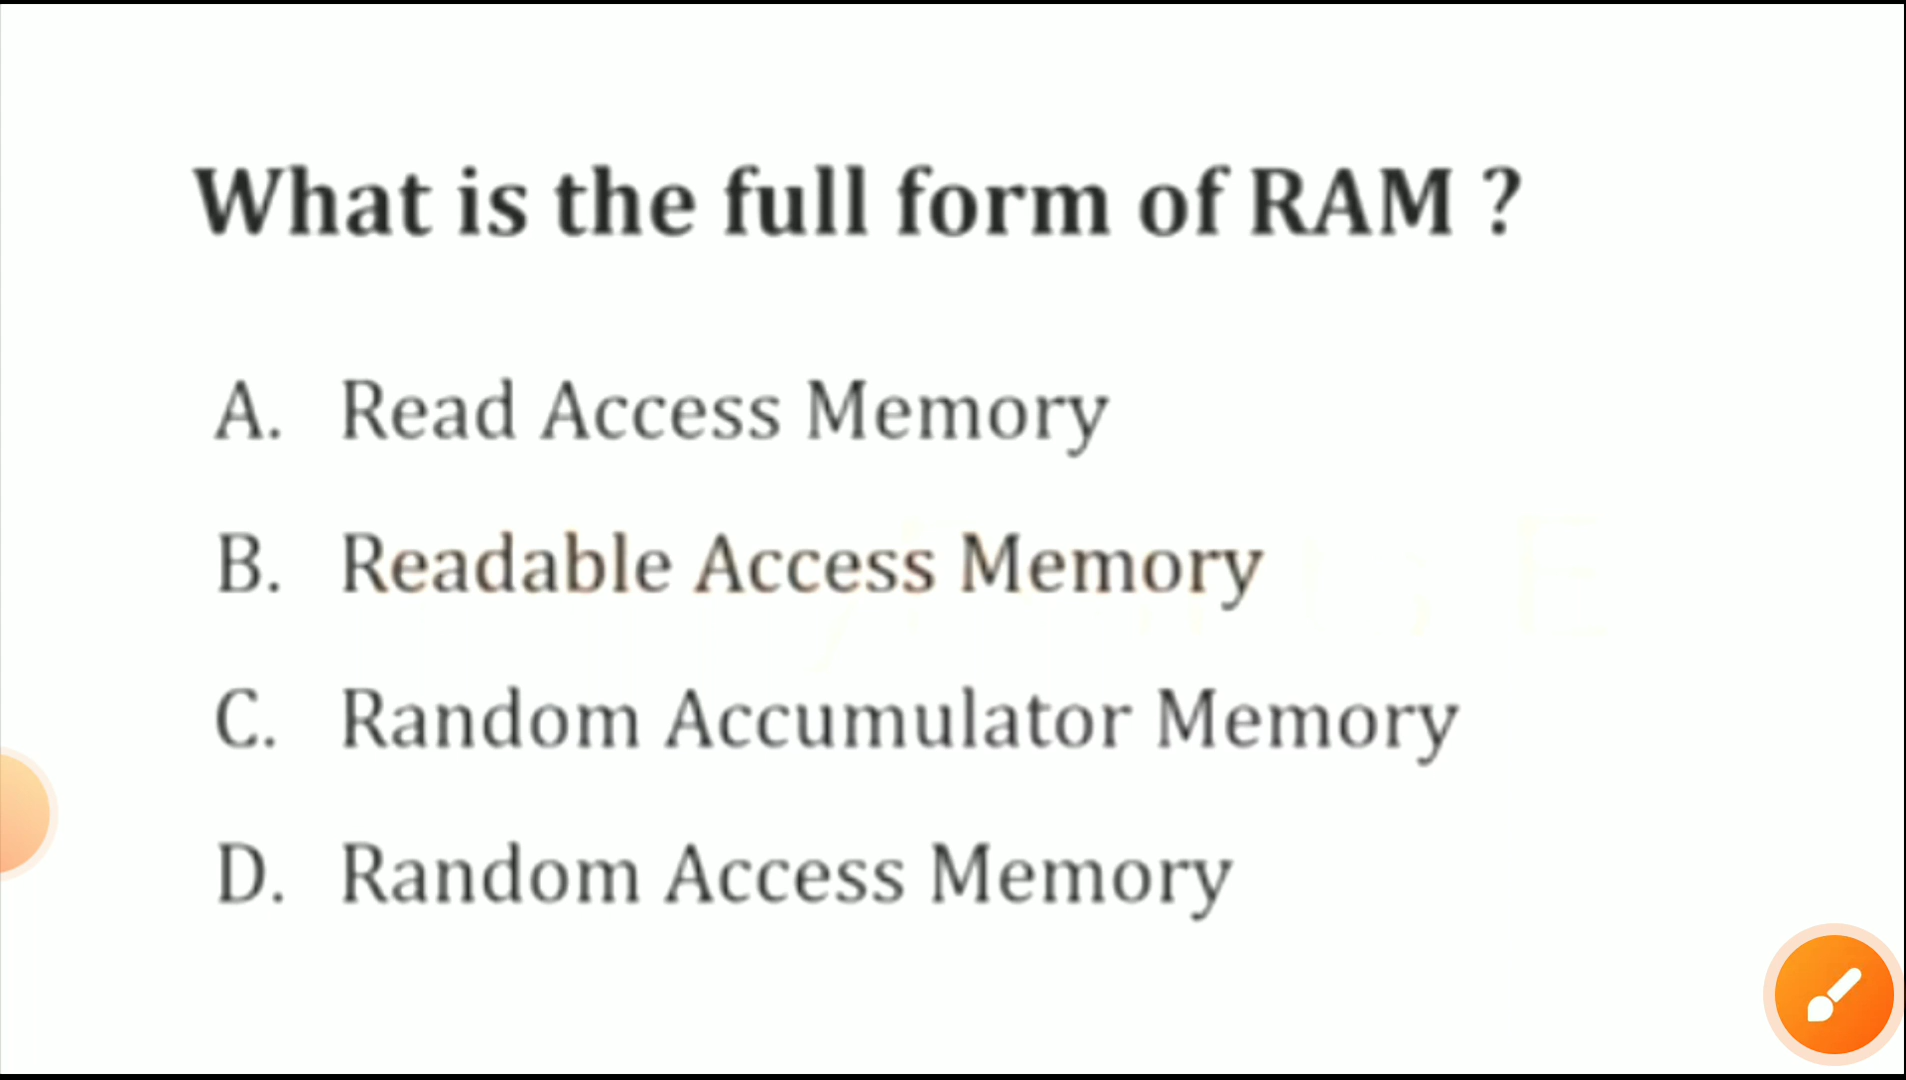 What is the full form of RAM ?
A. Read Access Memory
B. Readable Access Memory
C. Random Accumulator Memory
D. Random Access Memory